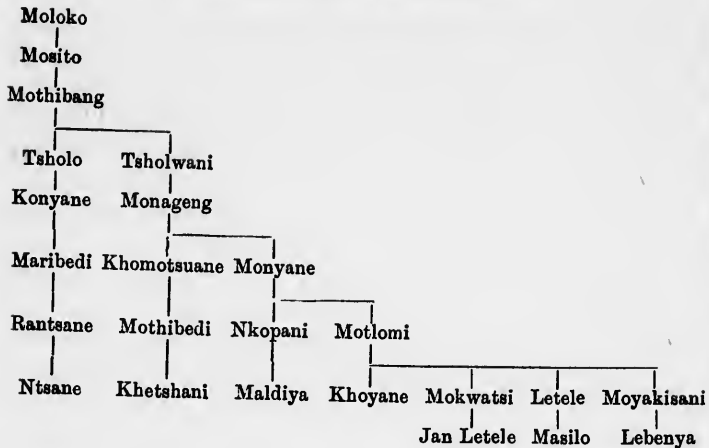 Moloko
Mosito
Mothibang
Tsholo Tsholwani
Konyane Monageng
Maribedi Khomotsuane Monyane
Rantsane Mothibedi Nkopani Motlomi
Ntsane Khetshani Maldiya Khoyane Mokwatsi Letele Moyakisani
Jan Letele Masilo Lebenya